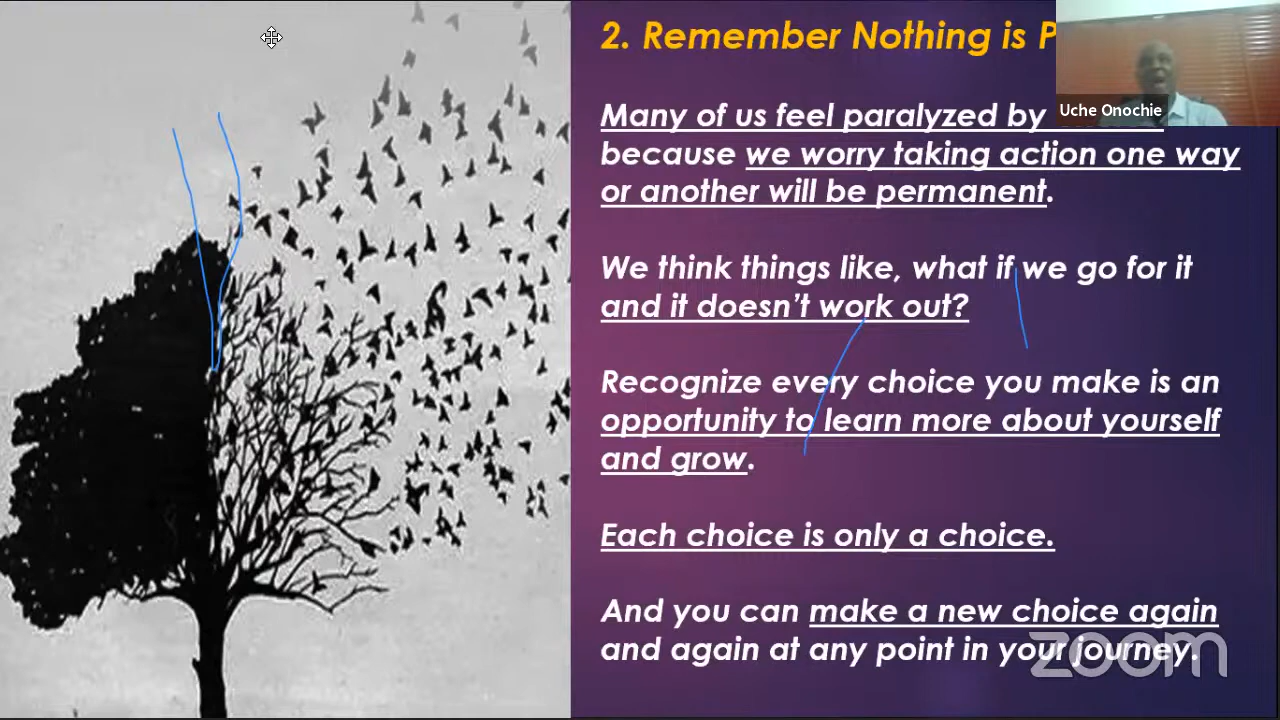 2. Remember Nothing is P
Uche Onochie
Many of us feel paralyzed by
because we worry taking action one way
or another will be permanent.
We think things like, what if we go for it
and it doesn't work out?
Recognize every choice you make is an
opportunity to learn more about yourself
and grow.
Each choice is only a choice.
And you can make a new choice again
and again at any point in your journey.
zoom